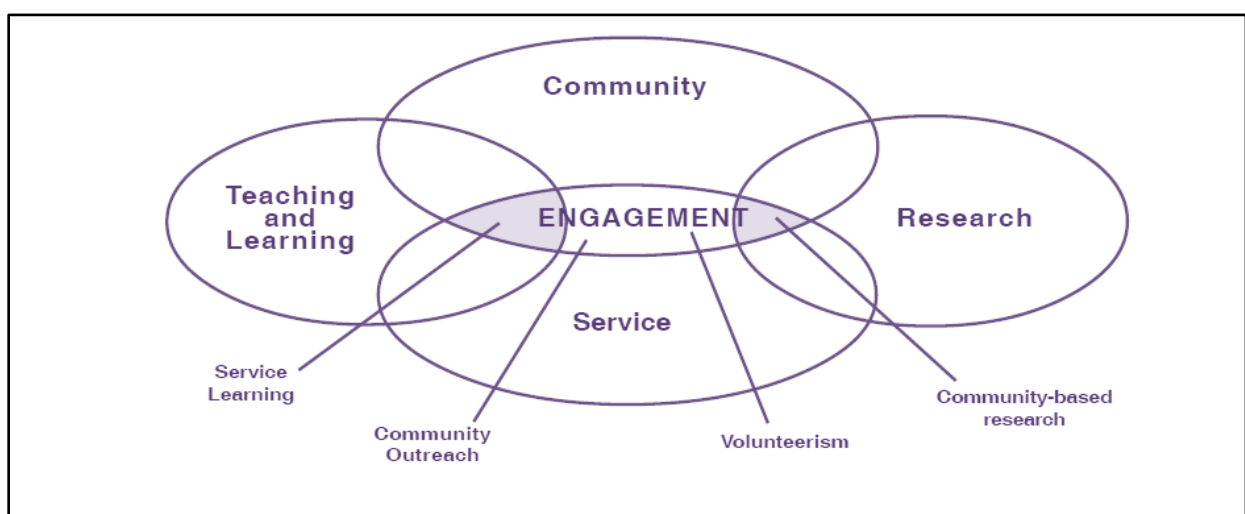 Community
Teaching
and
Learning
ENGAGEMENT
Research
Service
Service
Learning
Community
Outreach
Volunteerism
Community-based
research